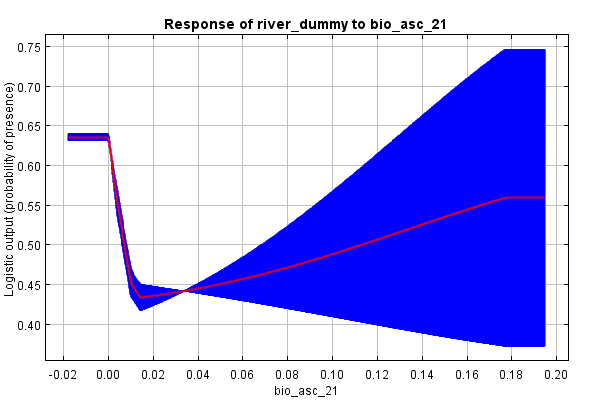 Response of river_dummy to bio_asc_21
Logistic output (probability of presence)
0.75
0.70
0.65
0.60
0.55
0.50
0.45
0.40
-0.02 0.00 0.02 0.04 0.06 0.08 0.10 0.12 0.14 0.16 0.18 0.20
bio_asc_21